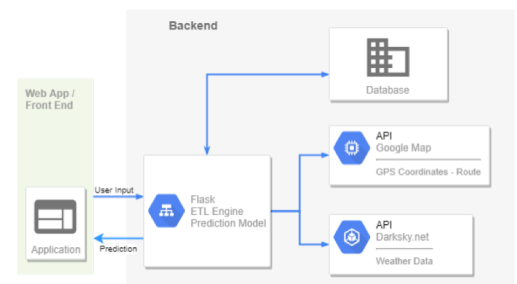 Backend
Database
Web App /
Front End
API
Google Map
GPS Coordinates - Route
User Input
Flask
ETL Engine
Prediction Model
Application
Prediction
API
Darksky.net
Weather Data